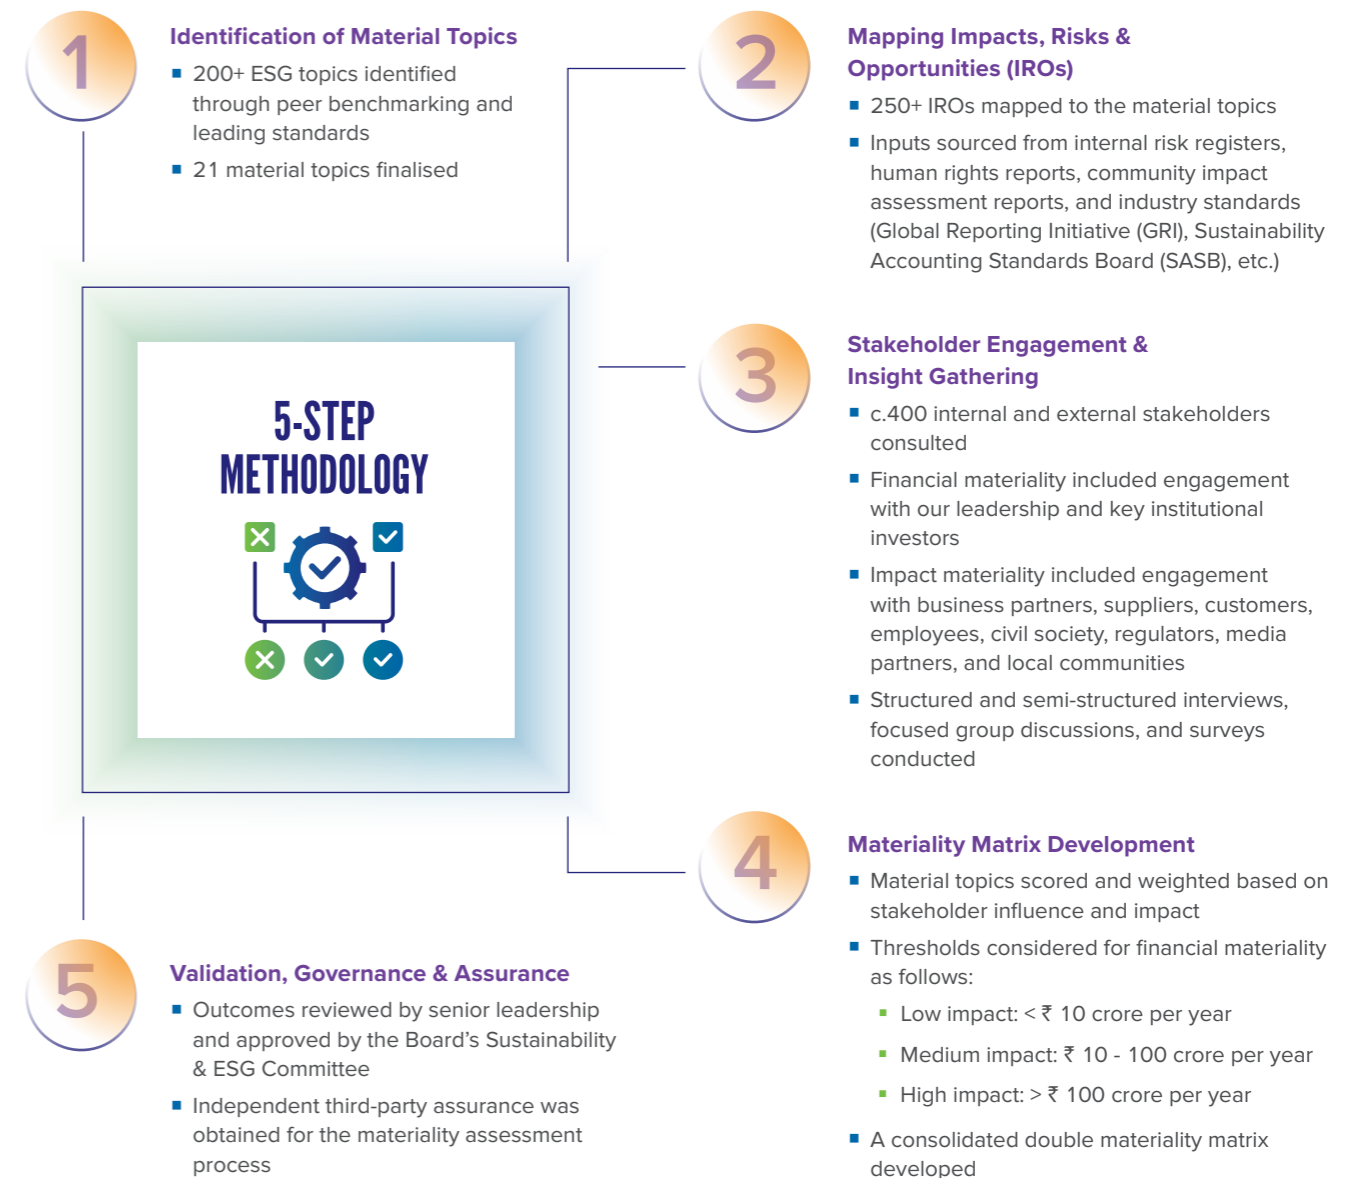 1
Identification of Material Topics
▪ 200+ ESG topics identified
through peer benchmarking and
leading standards
▪ 21 material topics finalised
2
Mapping Impacts, Risks &
Opportunities (IROs)
▪ 250+ IROs mapped to the material topics
▪ Inputs sourced from internal risk registers,
human rights reports, community impact
assessment reports, and industry standards
(Global Reporting Initiative (GRI), Sustainability
Accounting Standards Board (SASB), etc.)
5-STEP
METHODOLOGY
3
Stakeholder Engagement &
Insight Gathering
▪ c.400 internal and external stakeholders
consulted
▪ Financial materiality included engagement
with our leadership and key institutional
investors
▪ Impact materiality included engagement
with business partners, suppliers, customers,
employees, civil society, regulators, media
partners, and local communities
▪ Structured and semi-structured interviews,
focused group discussions, and surveys
conducted
4
Materiality Matrix Development
▪ Material topics scored and weighted based on
stakeholder influence and impact
▪ Thresholds considered for financial materiality
as follows:
▪ Low impact: < ₹ 10 crore per year
▪ Medium impact: ₹ 10 - 100 crore per year
▪ High impact: > ₹ 100 crore per year
▪ A consolidated double materiality matrix
developed
5
Validation, Governance & Assurance
▪ Outcomes reviewed by senior leadership
and approved by the Board's Sustainability
& ESG Committee
▪ Independent third-party assurance was
obtained for the materiality assessment
process